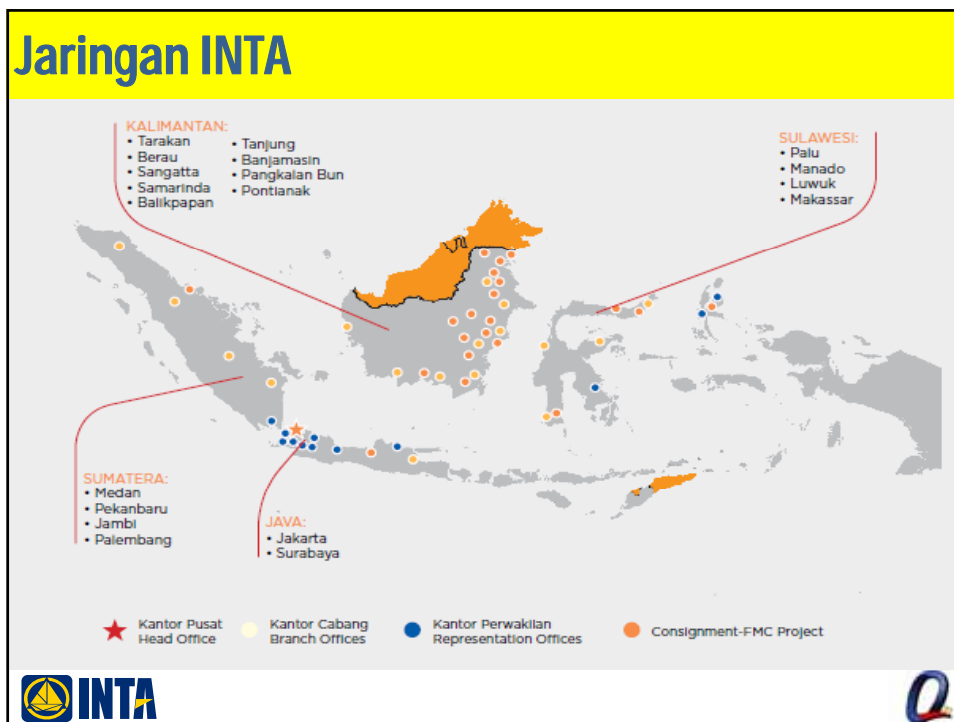 Jaringan INTA
KALIMANTAN:
• Tarakan
• Berau
• Sangatta
• Samarinda
• Balikpapan
• Tanjung
• Banjamasin
• Pangkalan Bun
• Pontianak
SULAWESI:
• Palu
• Manado
• Luwuk
• Makassar
SUMATERA:
• Medan
• Pekanbaru
• Jambi
• Palembang
JAVA:
• Jakarta
• Surabaya
Kantor Pusat
Head Office
Kantor Cabang
Branch Offices
Kantor Perwakilan
Representation Offices
Consignment-FMC Project
INTA